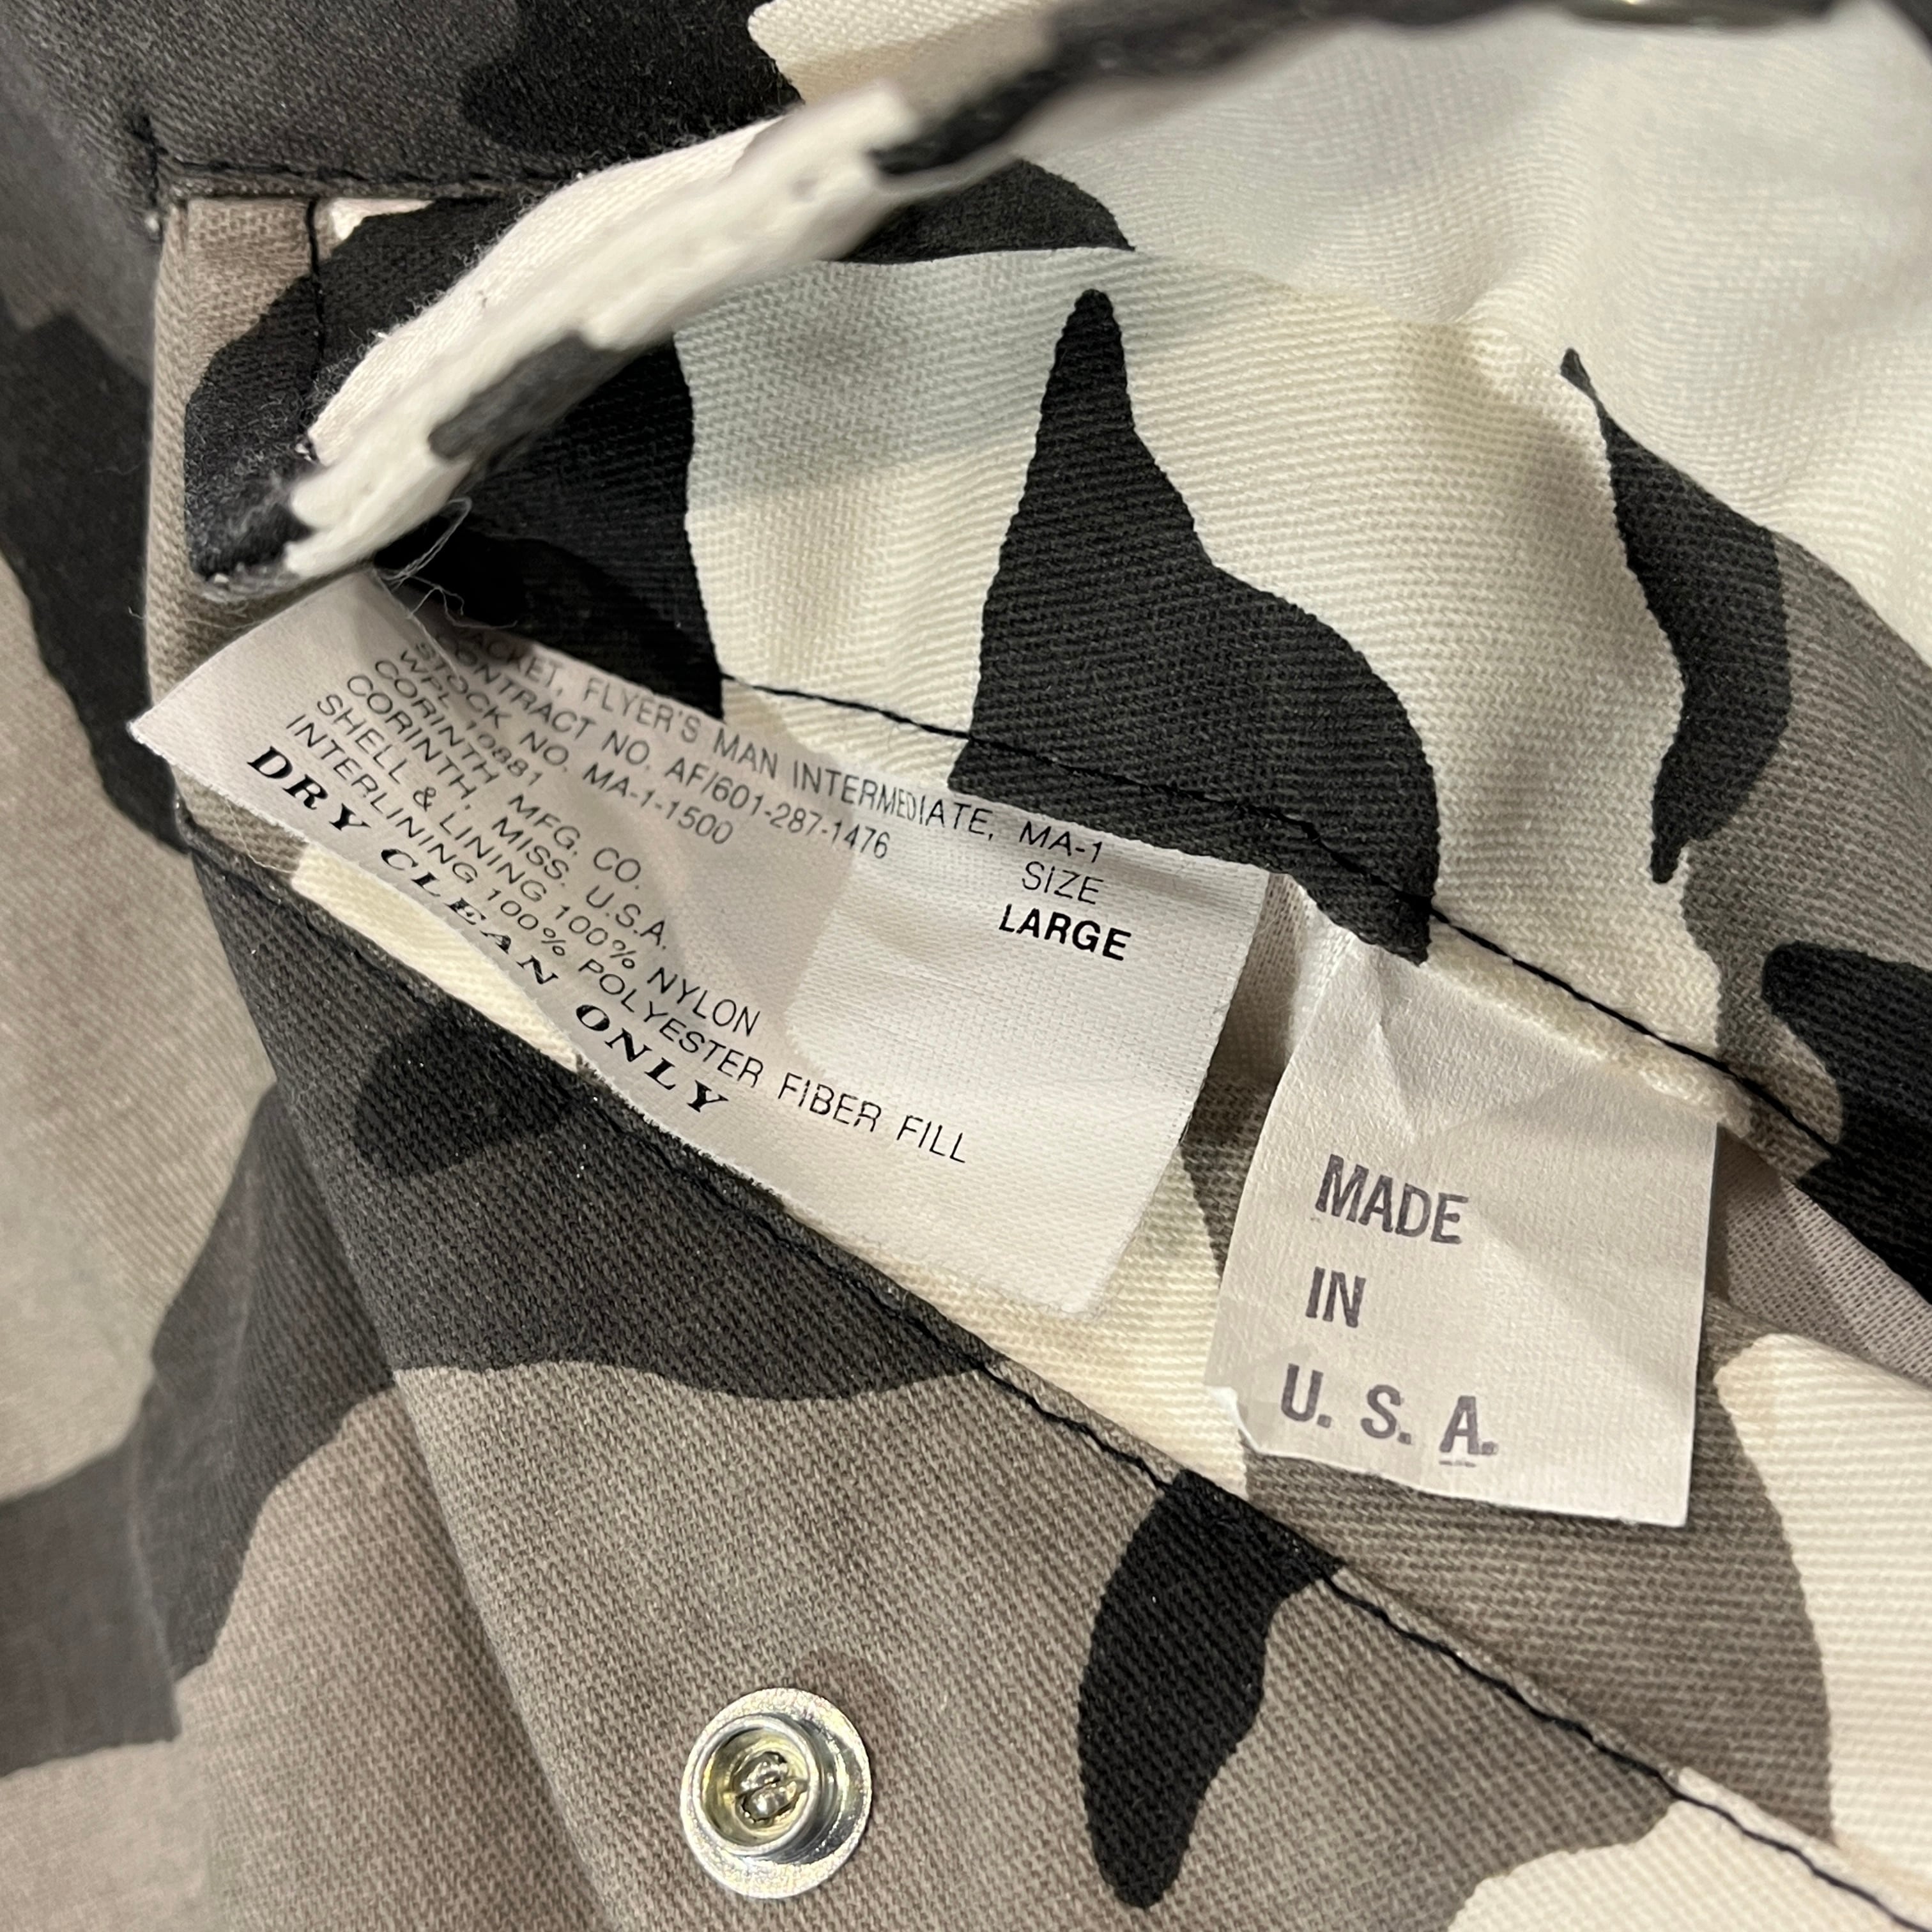 JACKET, FLYER'S MAN INTERMEDIATE, MA-1
CONTRACT NO. AF/601-287-1476
STOCK NO. MA-1-1500
WPL 10881
CORINTH MFG. CO.
CORINTH, MISS. U.S.A.
SHELL & LINING 100% NYLON
INTERLINING 100% POLYESTER FIBER FILL
DRY CLEAN ONLY
SIZE
LARGE
MADE
IN
U. S. A.